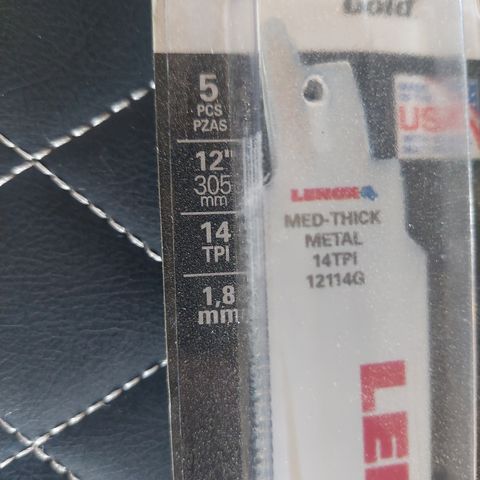 Gold
5
PCS
PZAS
12"
305
mm
14
TPI
1,8
mm
USA
LENOX
MED-THICK
METAL
14TPI
12114G
LE